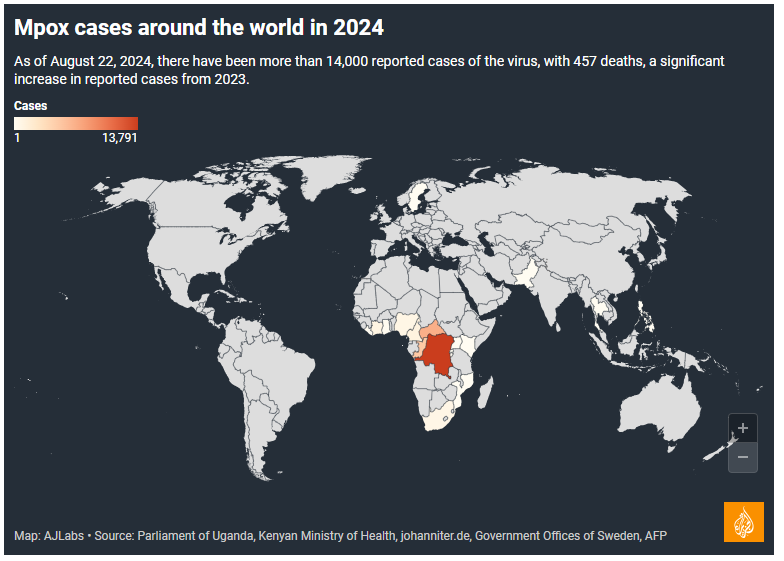 Mpox cases around the world in 2024
As of August 22, 2024, there have been more than 14,000 reported cases of the virus, with 457 deaths, a significant
increase in reported cases from 2023.
Cases
1 13,791
+
−
Map: AJLabs • Source: Parliament of Uganda, Kenyan Ministry of Health, johanniter.de, Government Offices of Sweden, AFP